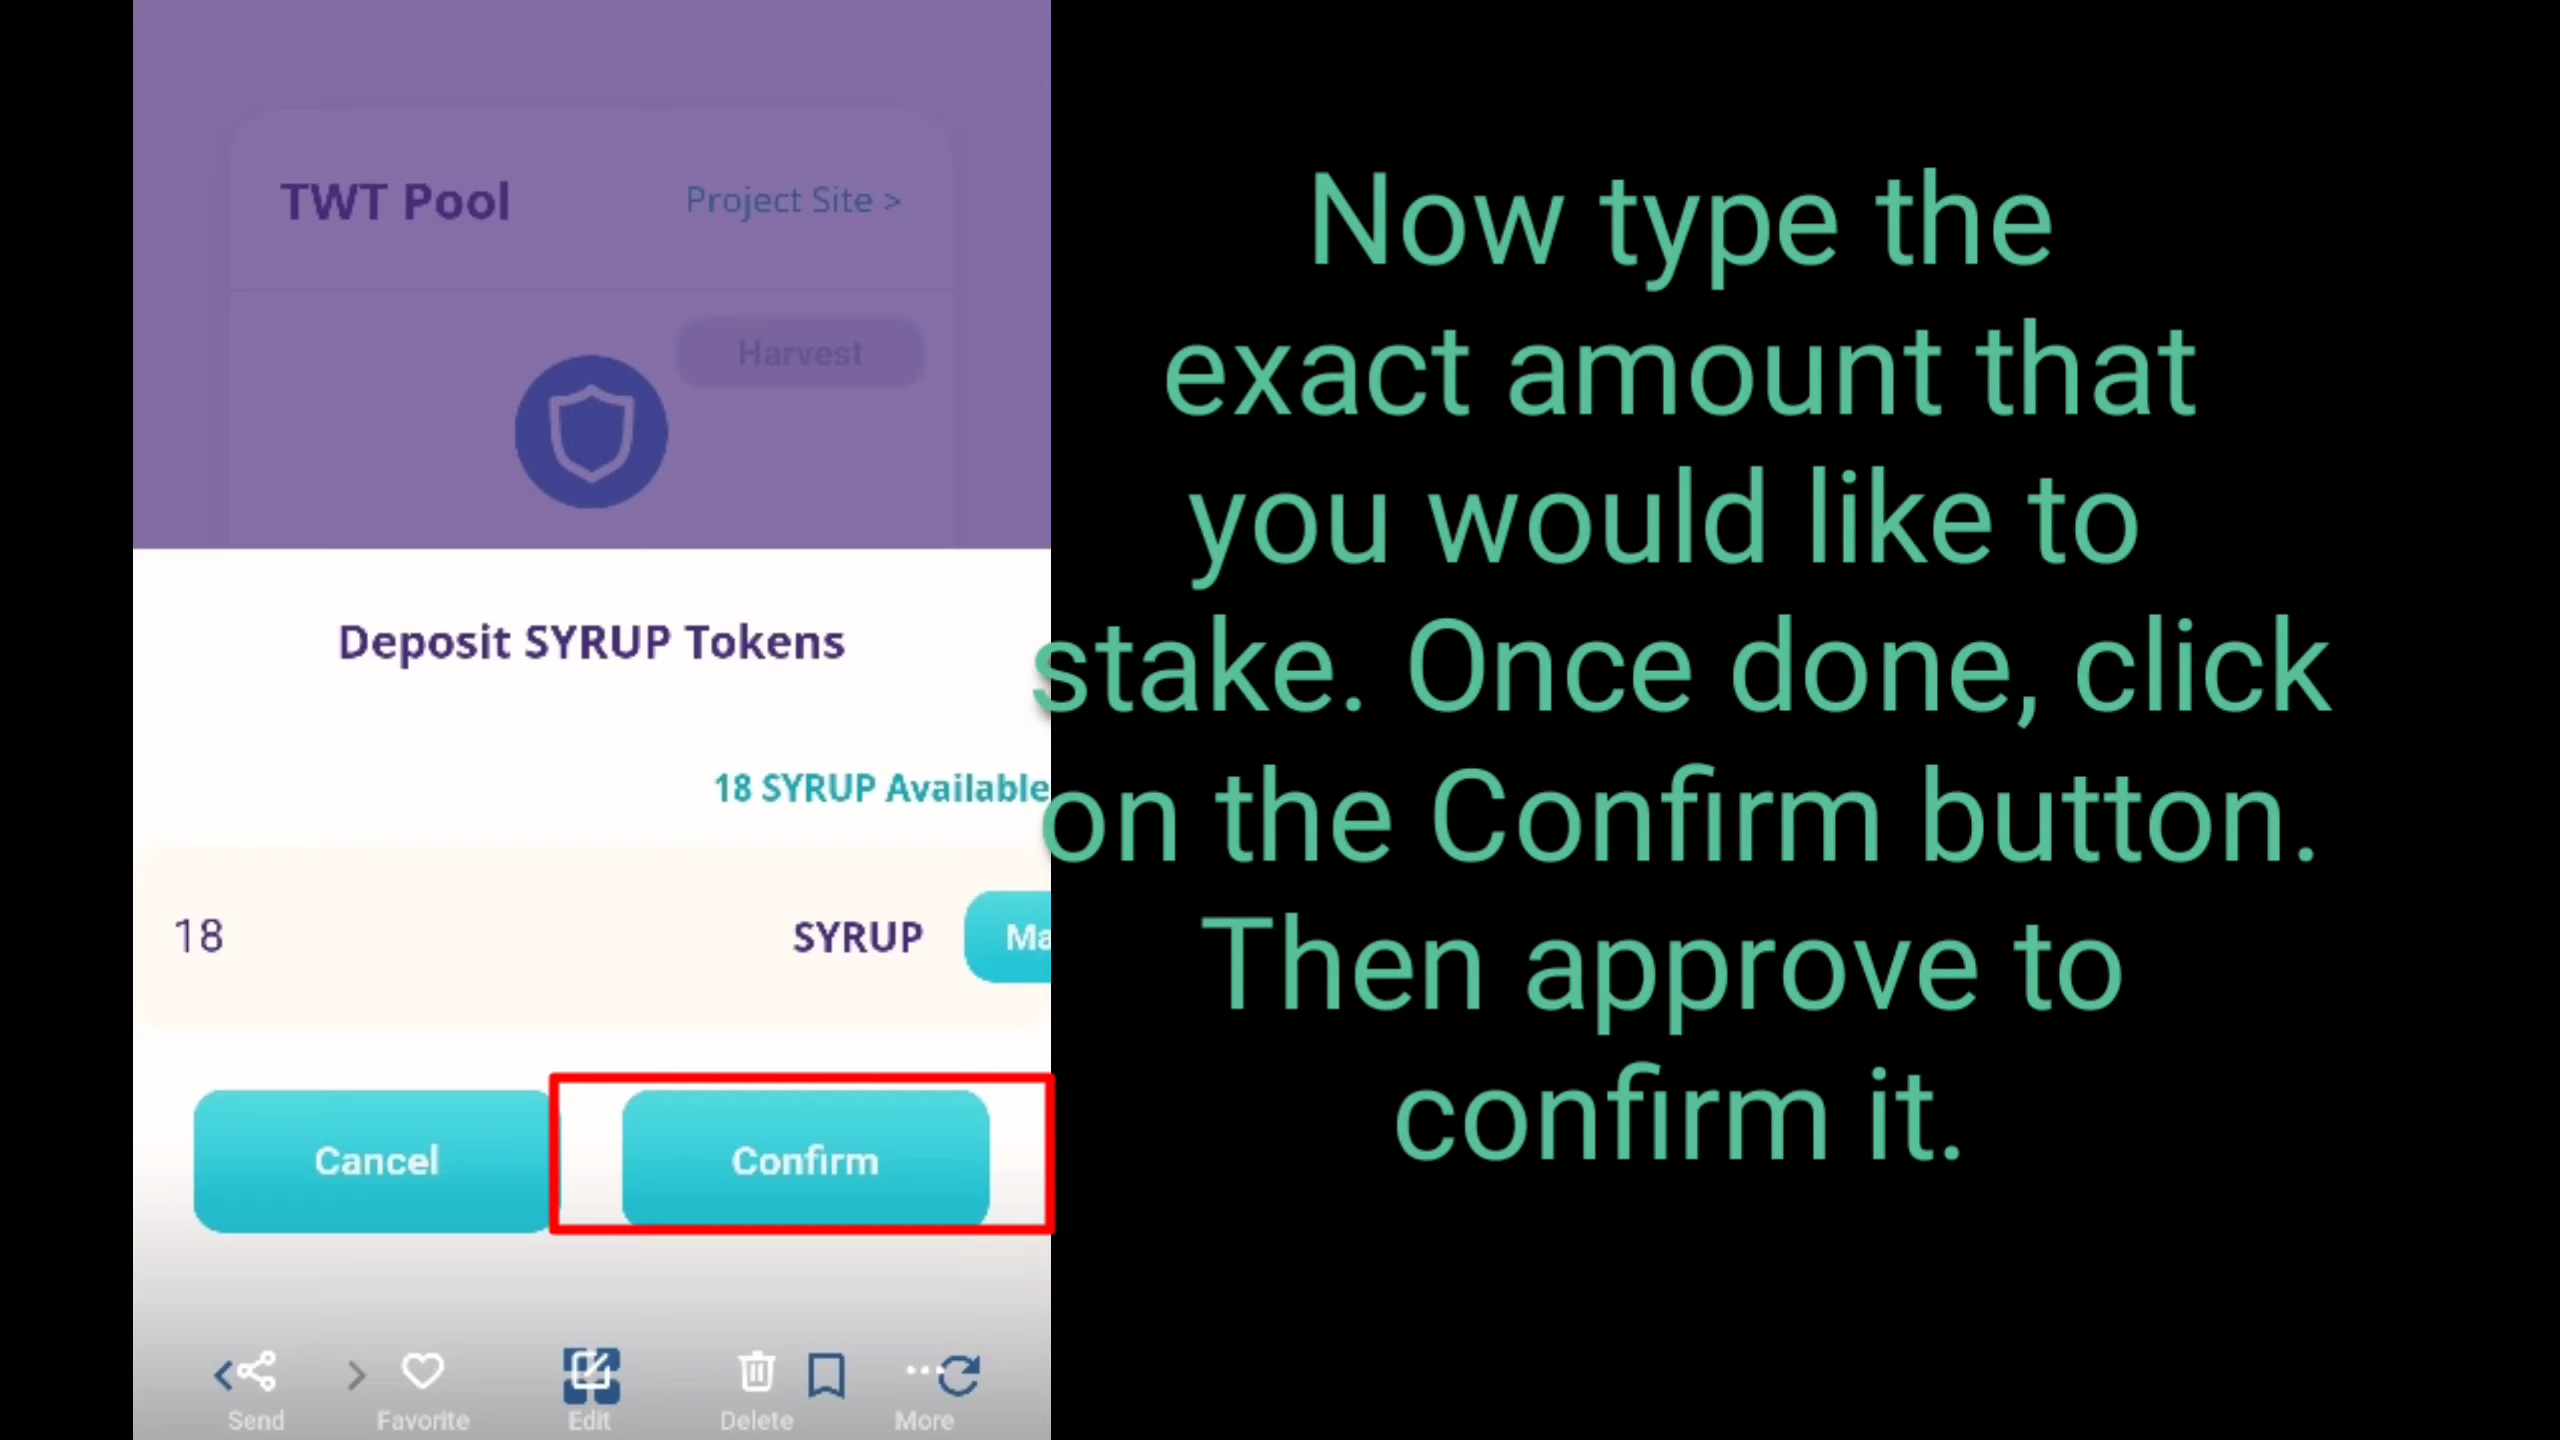 TWT Pool
Project Site >
Harvest
Deposit SYRUP Tokens
18 SYRUP Available
18
SYRUP
Ma
Cancel
Confirm
Send
Favorite
Edit
Delete
More
Now type the
exact amount that
you would like to
stake. Once done, click
on the Confirm button.
Then approve to
confirm it.